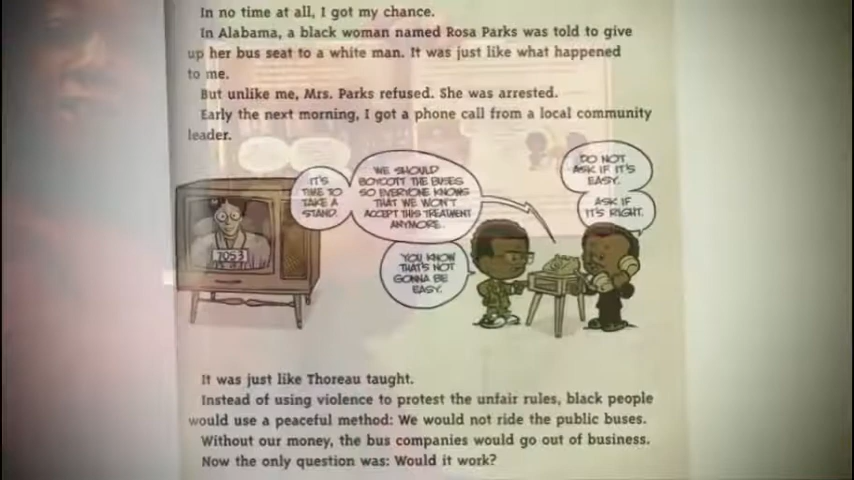 In no time at all, I got my chance.
In Alabama, a black woman named Rosa Parks was told to give
up her bus seat to a white man. It was just like what happened
to me.
But unlike me, Mrs. Parks refused. She was arrested.
Early the next morning, I got a phone call from a local community
leader.
IT'S
TIME TO
TAKE A
STAND.
WE SHOULD
BOYCOTT THE BUSES
SO EVERYONE KNOWS
THAT WE WON'T
ACCEPT THIS TREATMENT
ANYMORE.
YOU KNOW
THAT'S NOT
GONNA BE
EASY.
DO NOT
ASK IF IT'S
EASY.
ASK IF
IT'S RIGHT.
7053
It was just like Thoreau taught.
Instead of using violence to protest the unfair rules, black people
would use a peaceful method: We would not ride the public buses.
Without our money, the bus companies would go out of business.
Now the only question was: Would it work?